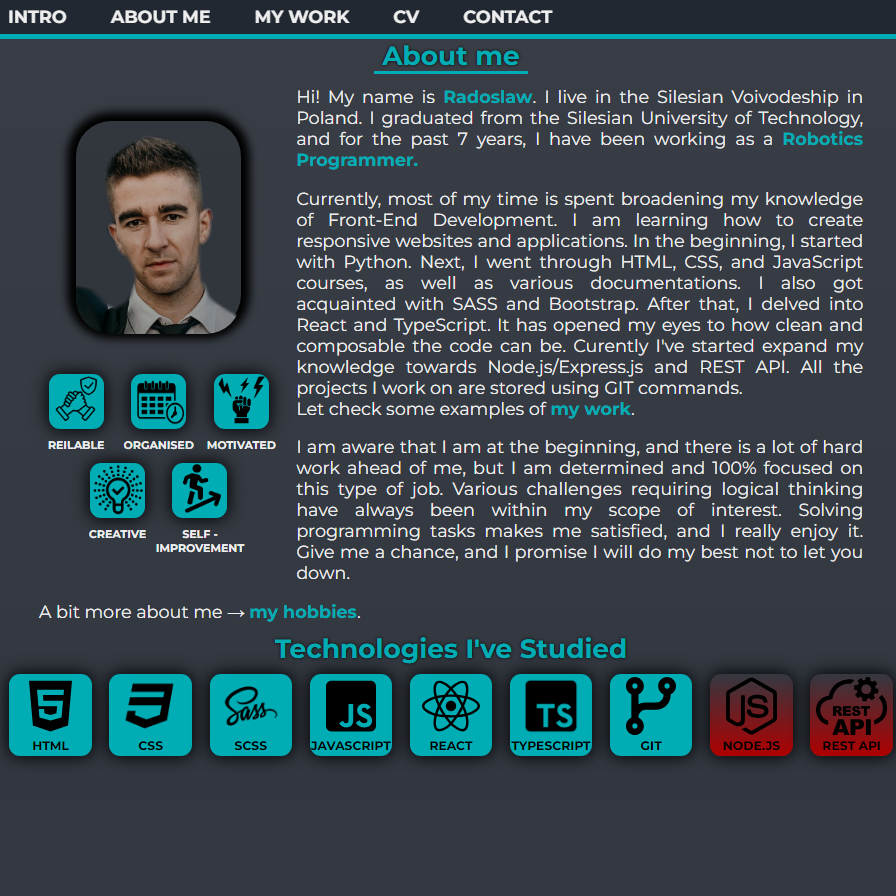 INTRO ABOUT ME MY WORK CV CONTACT
About me
Hi! My name is Radoslaw. I live in the Silesian Voivodeship in
Poland. I graduated from the Silesian University of Technology,
and for the past 7 years, I have been working as a Robotics
Programmer.
Currently, most of my time is spent broadening my knowledge
of Front-End Development. I am learning how to create
responsive websites and applications. In the beginning, I started
with Python. Next, I went through HTML, CSS, and JavaScript
courses, as well as various documentations. I also got
acquainted with SASS and Bootstrap. After that, I delved into
React and TypeScript. It has opened my eyes to how clean and
composable the code can be. Curently I've started expand my
knowledge towards Node.js/Express.js and REST API. All the
projects I work on are stored using GIT commands.
Let check some examples of my work.
I am aware that I am at the beginning, and there is a lot of hard
work ahead of me, but I am determined and 100% focused on
this type of job. Various challenges requiring logical thinking
have always been within my scope of interest. Solving
programming tasks makes me satisfied, and I really enjoy it.
Give me a chance, and I promise I will do my best not to let you
down.
REILABLE ORGANISED MOTIVATED
CREATIVE SELF -
IMPROVEMENT
A bit more about me → my hobbies.
Technologies I've Studied
5 3 Sass JS TS JS REST
API
HTML CSS SCSS JAVASCRIPT REACT TYPESCRIPT GIT NODE.JS REST API